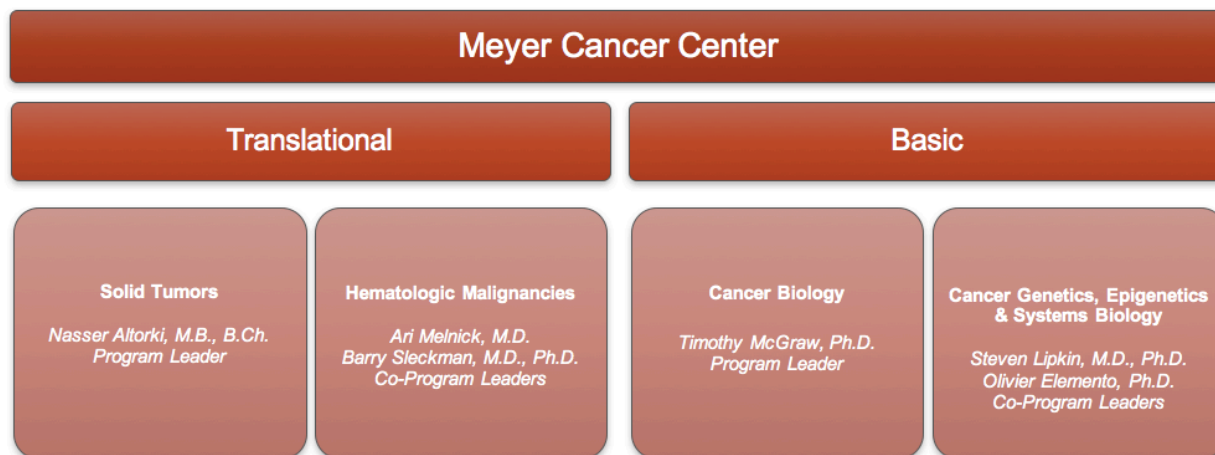 Meyer Cancer Center
Translational
Basic
Solid Tumors
Nasser Altorki, M.B., B.Ch.
Program Leader
Hematologic Malignancies
Ari Melnick, M.D.
Barry Sleckman, M.D., Ph.D.
Co-Program Leaders
Cancer Biology
Timothy McGraw, Ph.D.
Program Leader
Cancer Genetics, Epigenetics
& Systems Biology
Steven Lipkin, M.D., Ph.D.
Olivier Elemento, Ph.D.
Co-Program Leaders